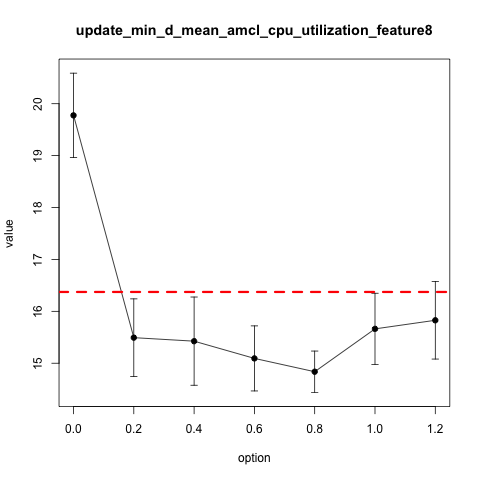 update_min_d_mean_amcl_cpu_utilization_feature8
value
20
19
18
17
16
15
0.0 0.2 0.4 0.6 0.8 1.0 1.2
option